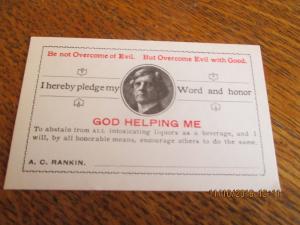 Be not Overcome of Evil. But Overcome Evil with Good.
I hereby pledge my Word and honor
GOD HELPING ME
To abstain from ALL intoxicating liquors as a beverage, and I
will, by all honorable means, encourage others to do the same.
A. C. RANKIN.